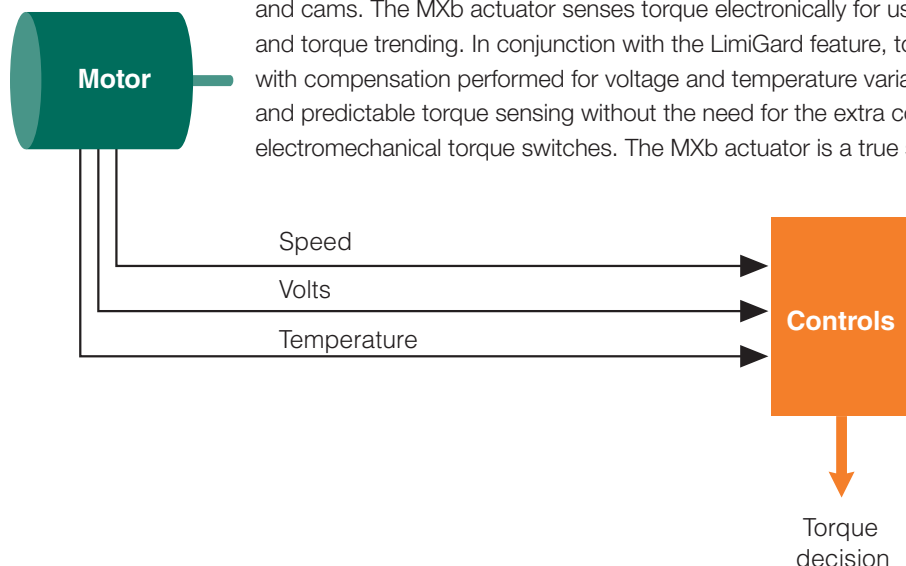 and cams. The MXb actuator senses torque electronically for
and torque trending. In conjunction with the LimiGard feature,
with compensation performed for voltage and temperature
and predictable torque sensing without the need for the extra
electromechanical torque switches. The MXb actuator is a true
Motor
Speed
Volts
Temperature
Controls
Torque
decision